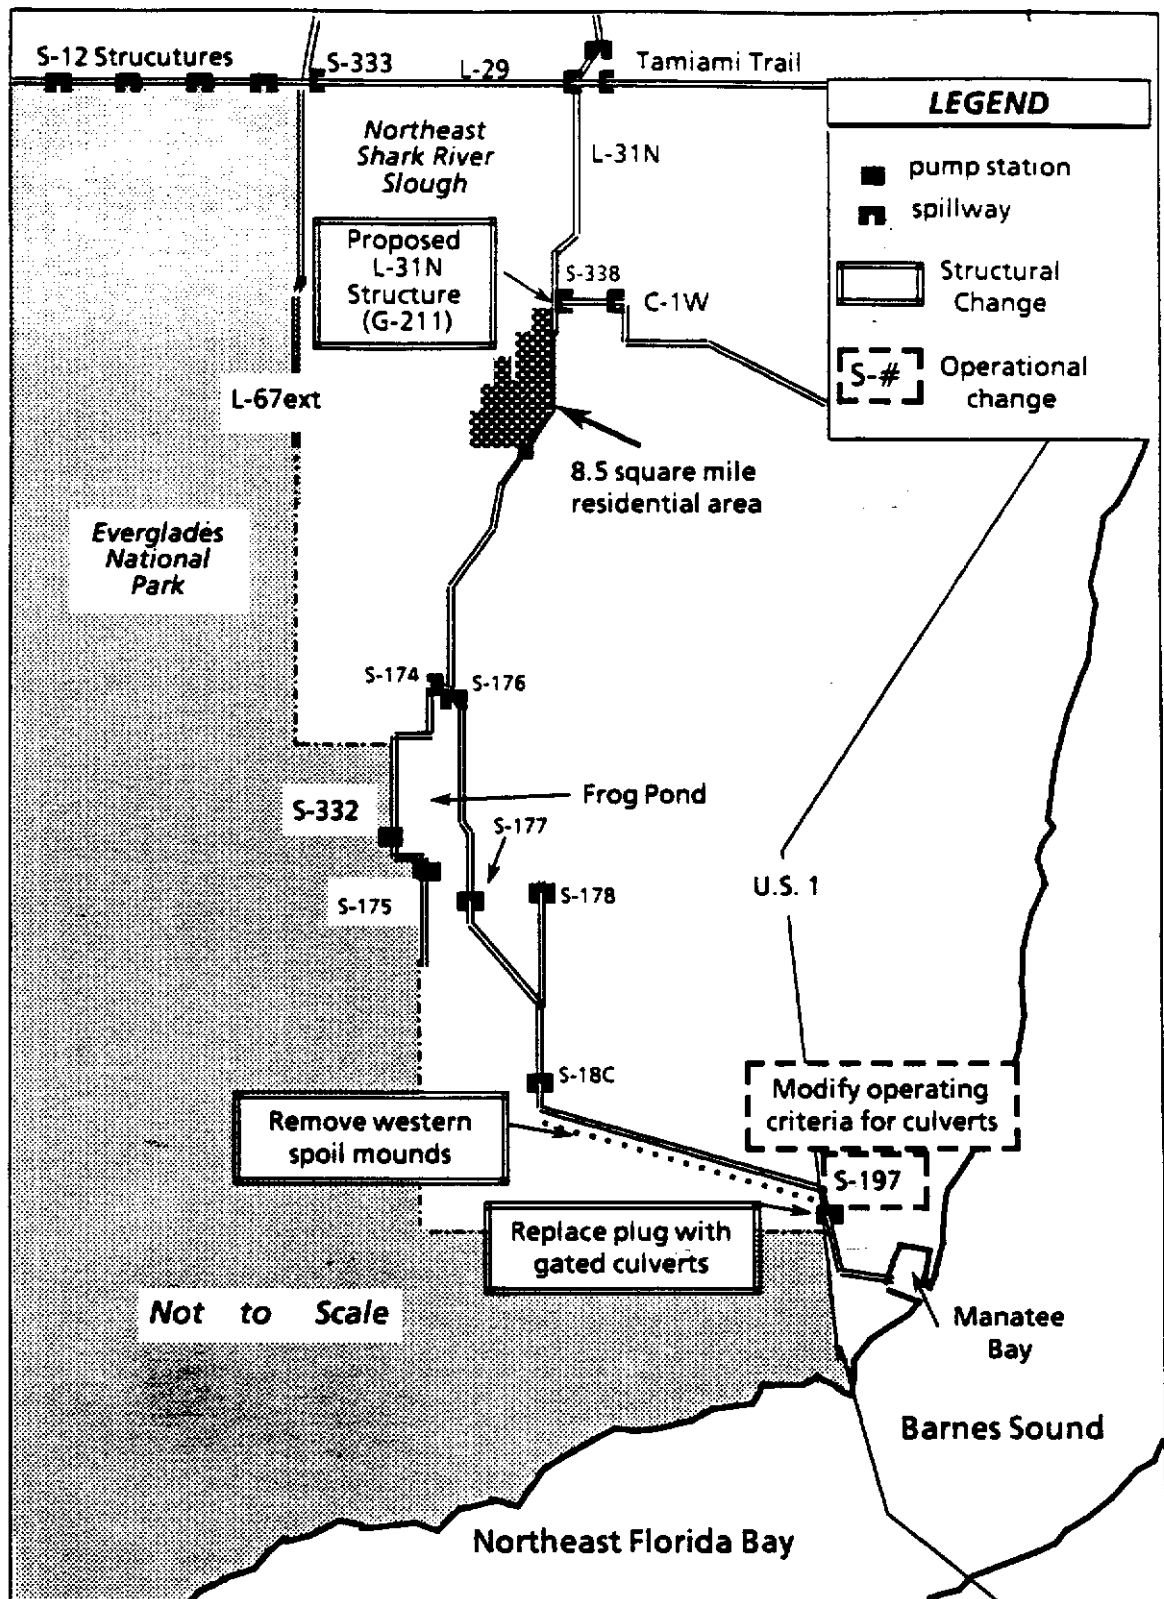 S-12 Strucutures
S-333
L-29
Tamiami Trail
LEGEND
pump station
spillway
Structural
Change
S-#
Operational
change
Northeast
Shark River
Slough
L-31N
Proposed
L-31N
Structure
(G-211)
S-338
C-1W
L-67ext
8.5 square mile
residential area
Everglades
National
Park
S-174
S-176
Frog Pond
S-332
S-177
S-175
S-178
U.S. 1
S-18C
Modify operating
criteria for culverts
Remove western
spoil mounds
S-197
Replace plug with
gated culverts
Not to Scale
Manatee
Bay
Barnes Sound
Northeast Florida Bay